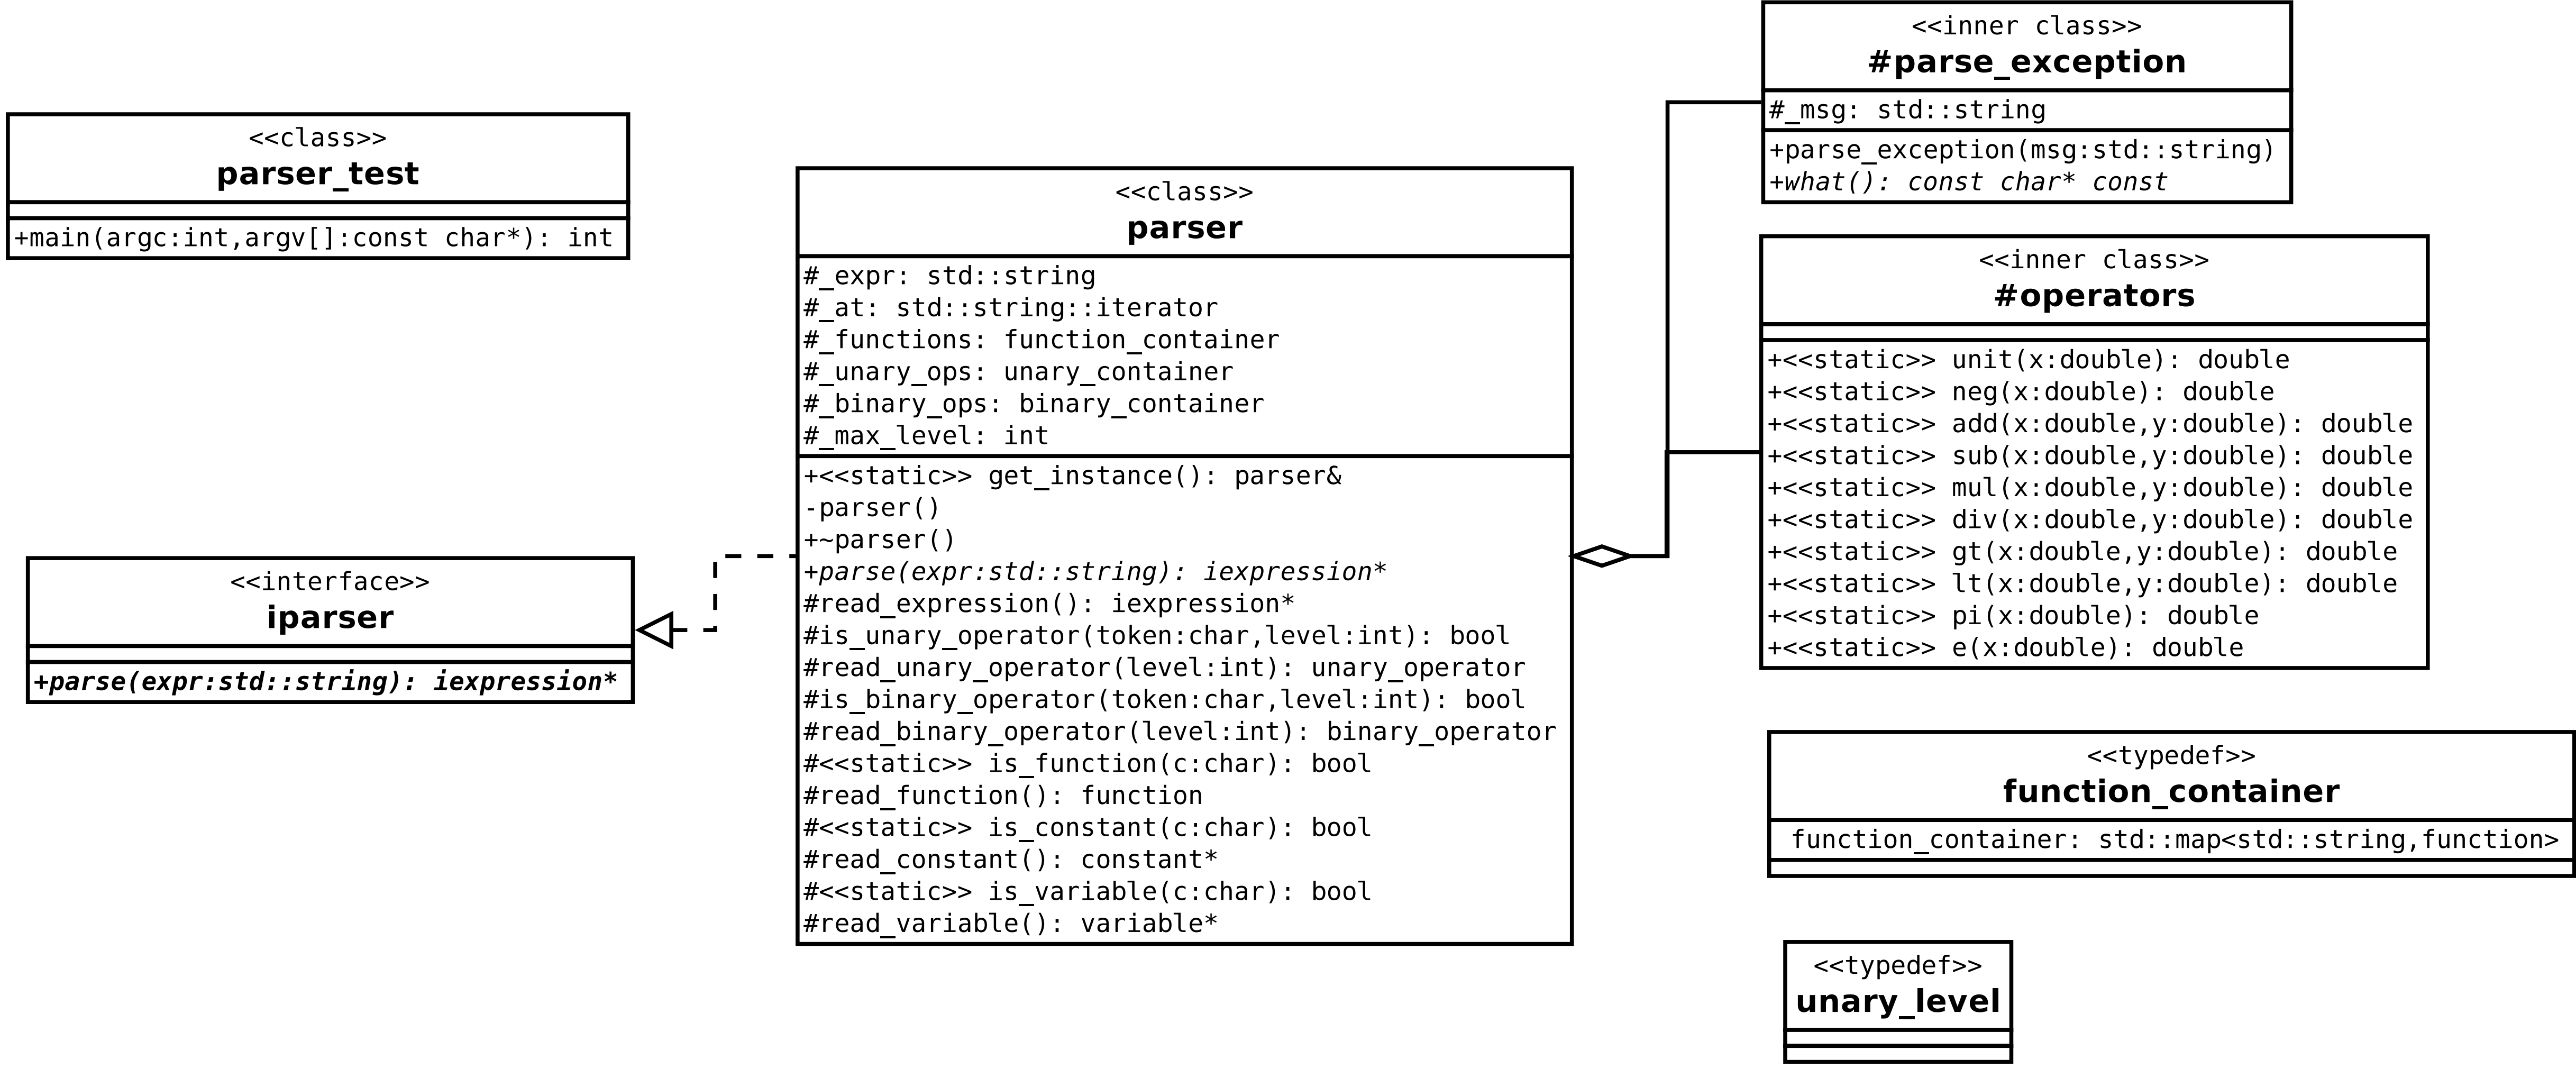 <<class>>
parser_test
+main(argc:int,argv[]:const char*): int
<<interface>>
iparser
+parse(expr:std::string): iexpression*
<<class>>
parser
#_expr: std::string
#_at: std::string::iterator
#_functions: function_container
#_unary_ops: unary_container
#_binary_ops: binary_container
#_max_level: int
+<<static>> get_instance(): parser&
-parser()
+~parser()
+parse(expr:std::string): iexpression*
#read_expression(): iexpression*
#is_unary_operator(token:char,level:int): bool
#read_unary_operator(level:int): unary_operator
#is_binary_operator(token:char,level:int): bool
#read_binary_operator(level:int): binary_operator
#<<static>> is_function(c:char): bool
#read_function(): function
#<<static>> is_constant(c:char): bool
#read_constant(): constant*
#<<static>> is_variable(c:char): bool
#read_variable(): variable*
<<inner class>>
#parse_exception
#_msg: std::string
+parse_exception(msg:std::string)
+what(): const char* const
<<inner class>>
#operators
+<<static>> unit(x:double): double
+<<static>> neg(x:double): double
+<<static>> add(x:double,y:double): double
+<<static>> sub(x:double,y:double): double
+<<static>> mul(x:double,y:double): double
+<<static>> div(x:double,y:double): double
+<<static>> gt(x:double,y:double): double
+<<static>> lt(x:double,y:double): double
+<<static>> pi(x:double): double
+<<static>> e(x:double): double
<<typedef>>
function_container
function_container: std::map<std::string,function>
<<typedef>>
unary_level